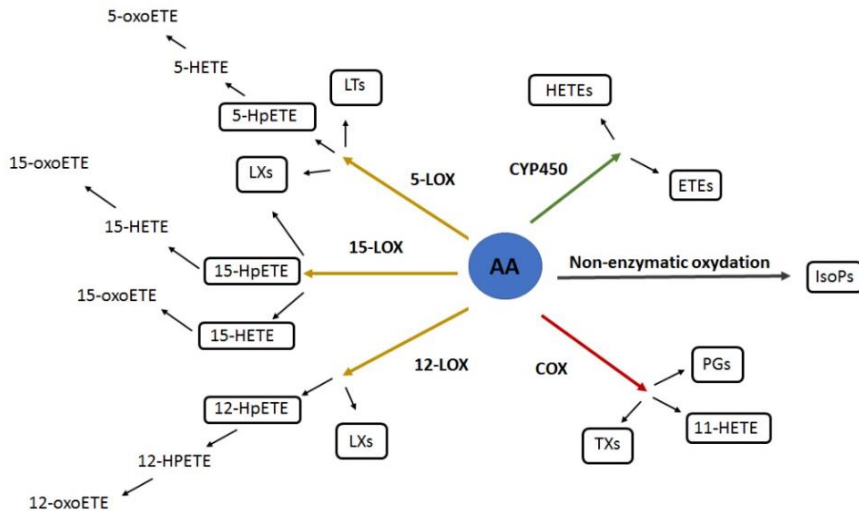 5-oxoETE
5-HETE
5-HpETE
LTs
HETEs
ETEs
15-oxoETE
LXs
5-LOX
CYP450
15-HETE
15-LOX
AA
Non-enzymatic oxydation
15-HpETE
IsoPs
15-oxoETE
15-HETE
12-LOX
COX
PGs
12-HpETE
LXs
TXs
11-HETE
12-HPETE
12-oxoETE